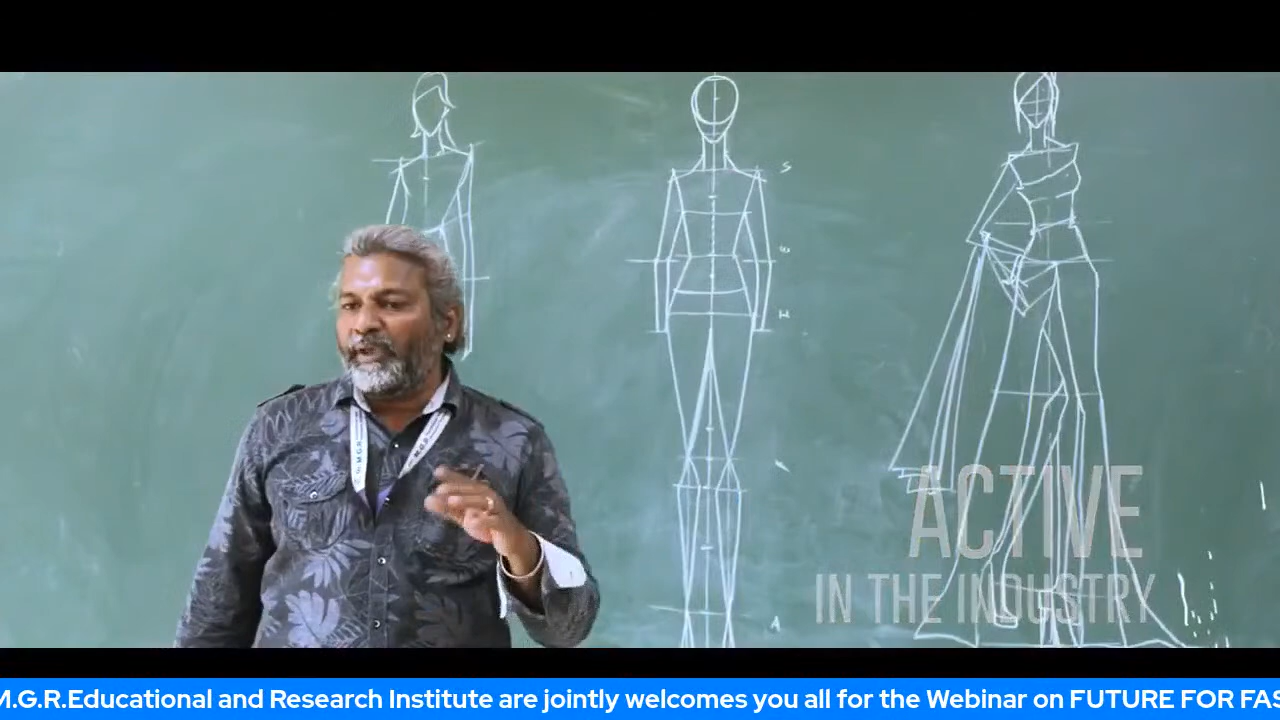 S
H
A
M.G.R
M.G.R
ACTIVE
IN THE INDUSTRY
M.G.R.Educational and Research Institute are jointly welcomes you all for the Webinar on FUTURE FOR FAS